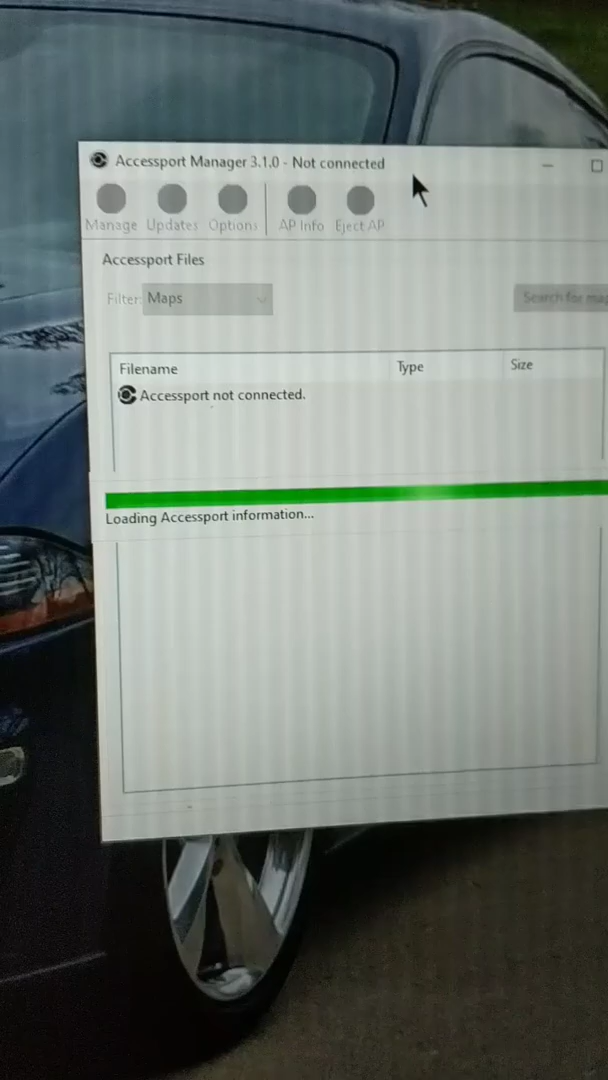 Accessport Manager 3.1.0 - Not connected
Manage Updates Options AP Info Eject AP
Accessport Files
Filter: Maps
Search for map
Filename Type Size
Accessport not connected.
Loading Accessport information...